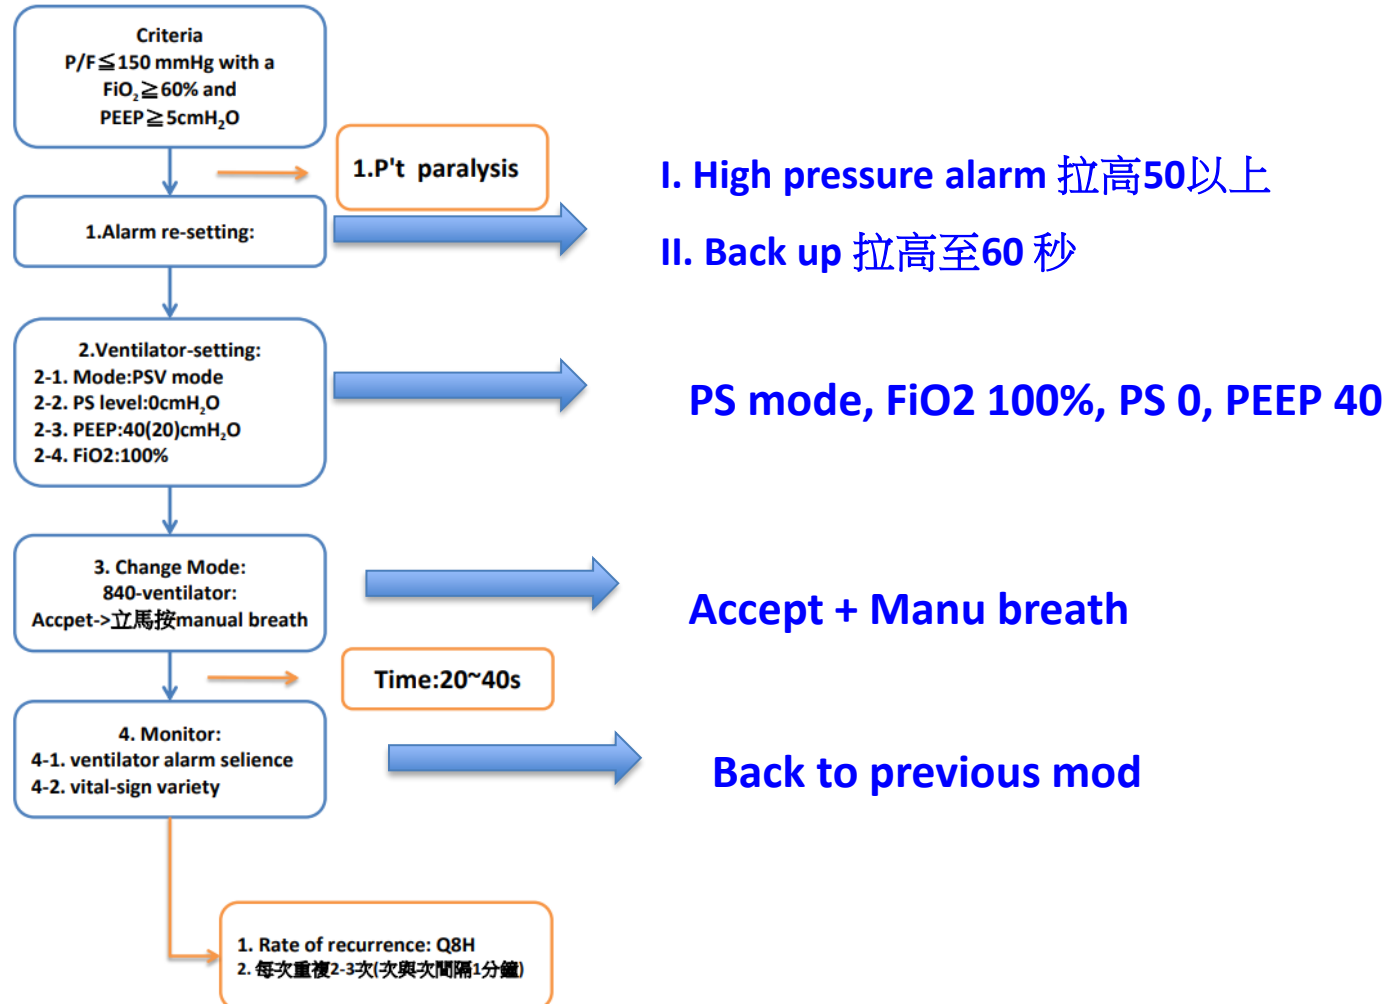 Criteria
P/F≦150 mmHg with a
FiO₂≧60% and
PEEP≧5cmH₂O
1.P't paralysis
1.Alarm re-setting:
I. High pressure alarm 拉高50以上
II. Back up 拉高至60 秒
2.Ventilator-setting:
2-1. Mode:PSV mode
2-2. PS level:0cmH₂O
2-3. PEEP:40(20)cmH₂O
2-4. FiO2:100%
PS mode, FiO2 100%, PS 0, PEEP 40
3. Change Mode:
840-ventilator:
Accpet->立馬按manual breath
Accept + Manu breath
Time:20~40s
4. Monitor:
4-1. ventilator alarm selience
4-2. vital-sign variety
Back to previous mod
1. Rate of recurrence: Q8H
2. 每次重複2-3次(次與次間隔1分鐘)